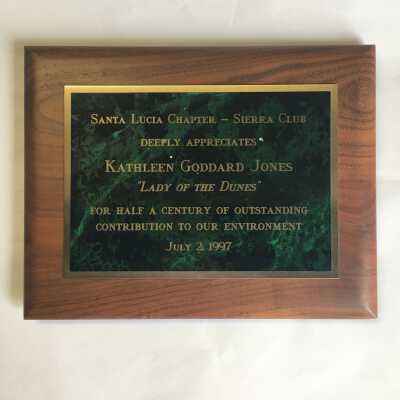 Santa Lucia Chapter – Sierra Club
deeply appreciates
Kathleen Goddard Jones
"Lady of the Dunes"
for half a century of outstanding
contribution to our environment
July 2, 1997